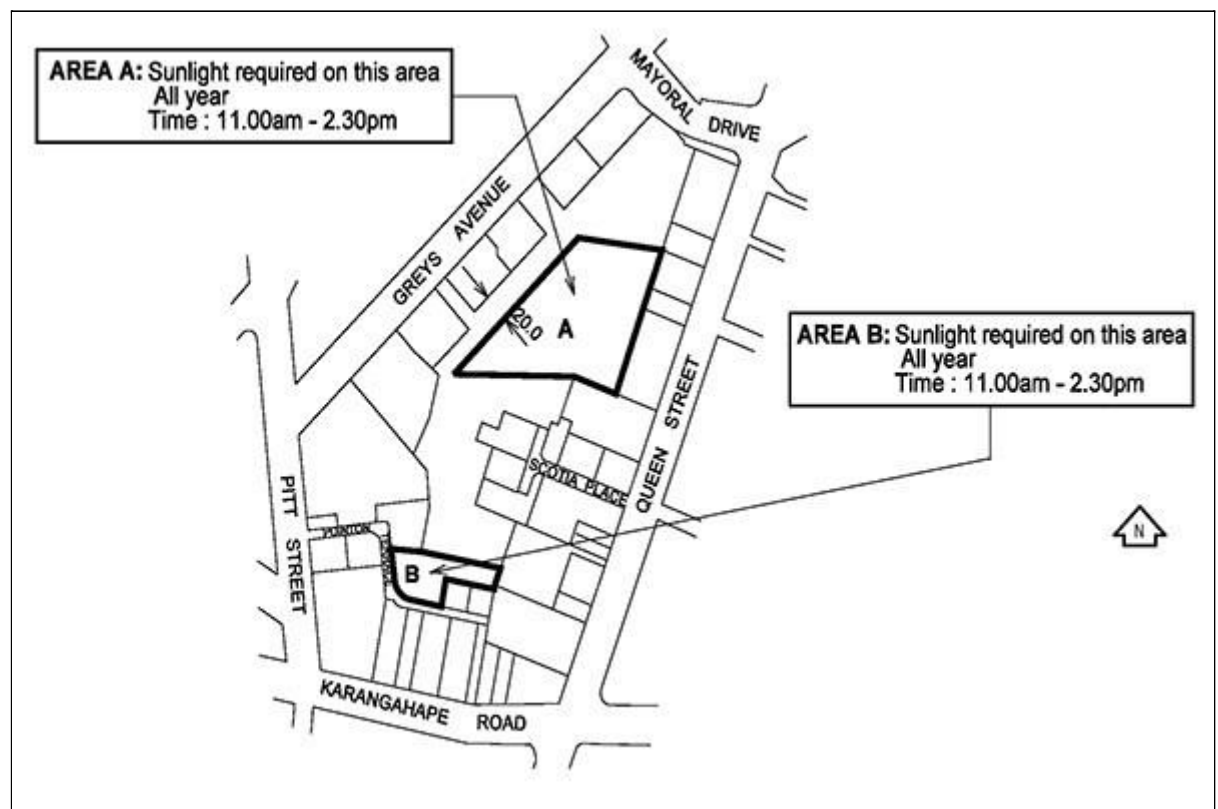 AREA A: Sunlight required on this area
All year
Time : 11.00am - 2.30pm
MAYORAL DRIVE
GREYS AVENUE
20.0
A
AREA B: Sunlight required on this area
All year
Time : 11.00am - 2.30pm
QUEEN STREET
SCOTIA PLACE
PITT STREET
B
N
KARANGAHAPE ROAD